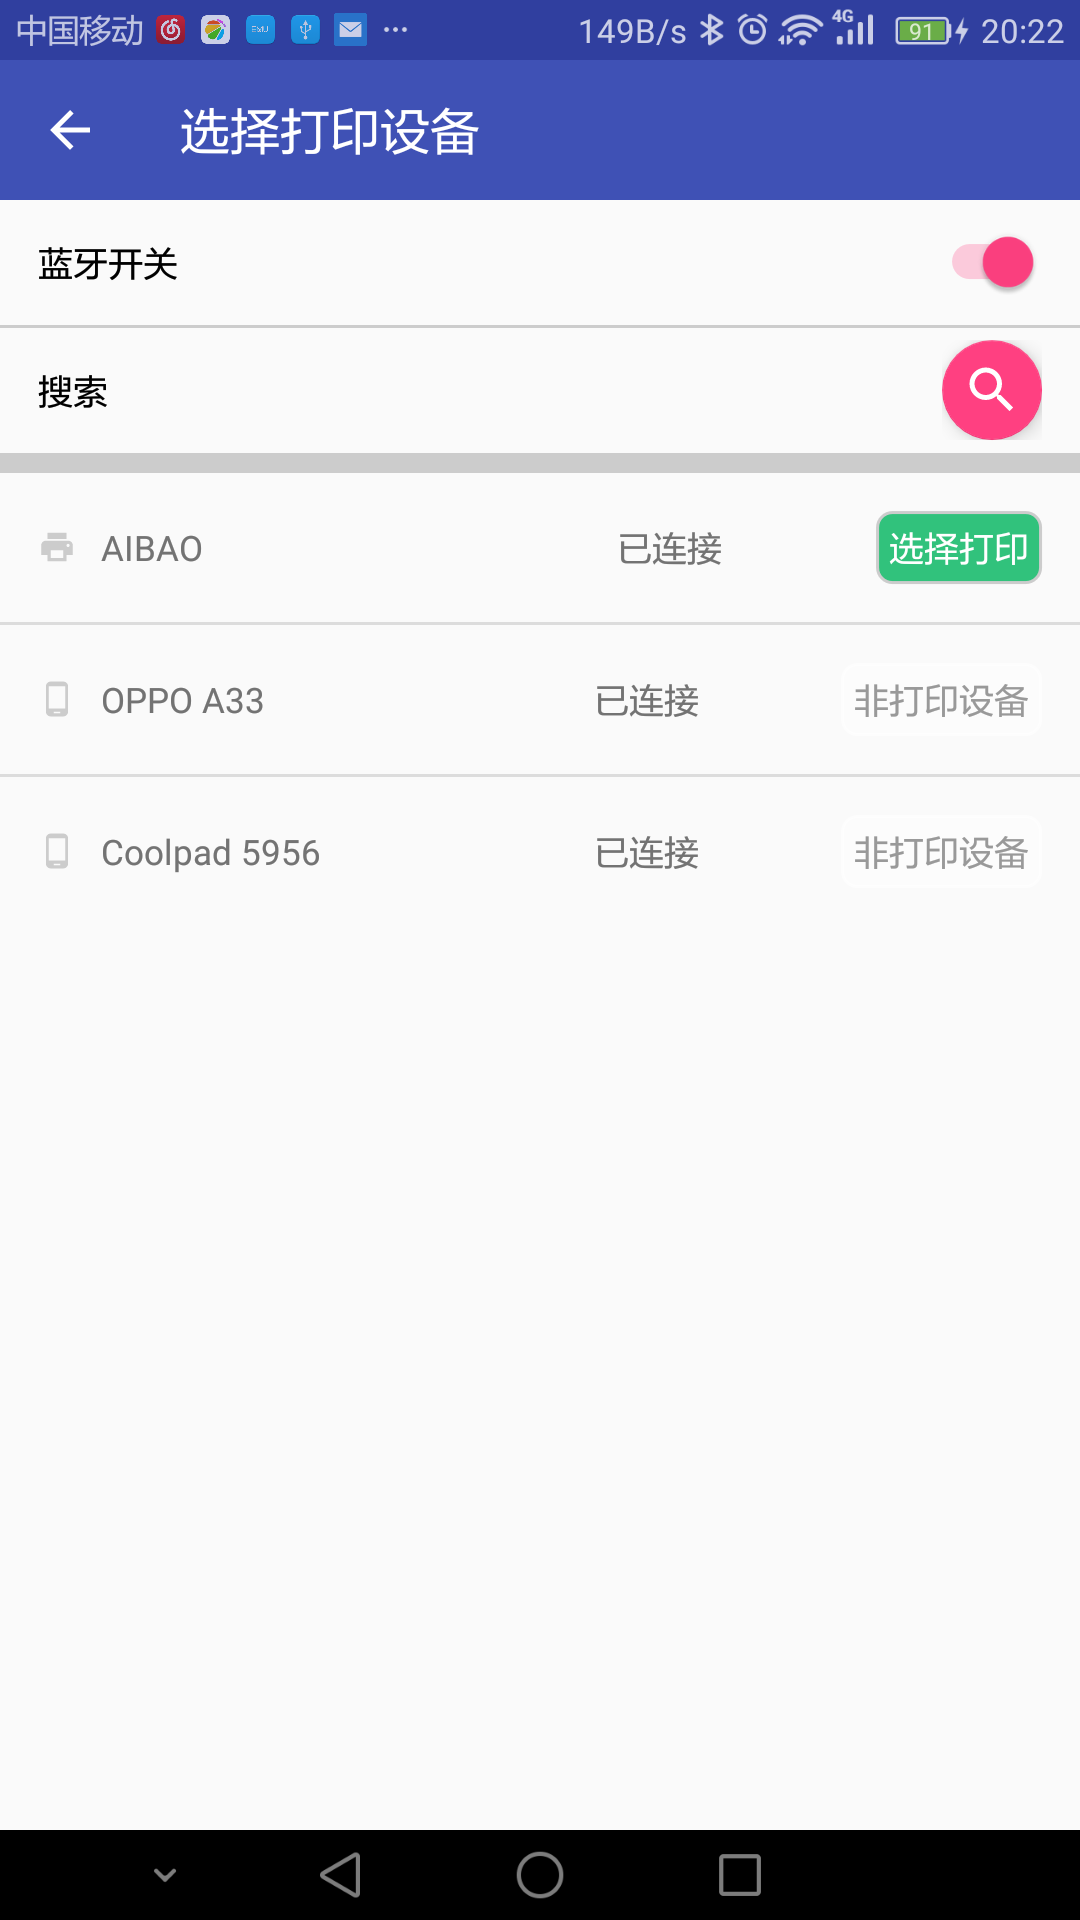 中国移动 EMUI ... 149B/s 4G 91 20:22
选择打印设备
蓝牙开关
搜索
AIBAO 已连接 选择打印
OPPO A33 已连接 非打印设备
Coolpad 5956 已连接 非打印设备